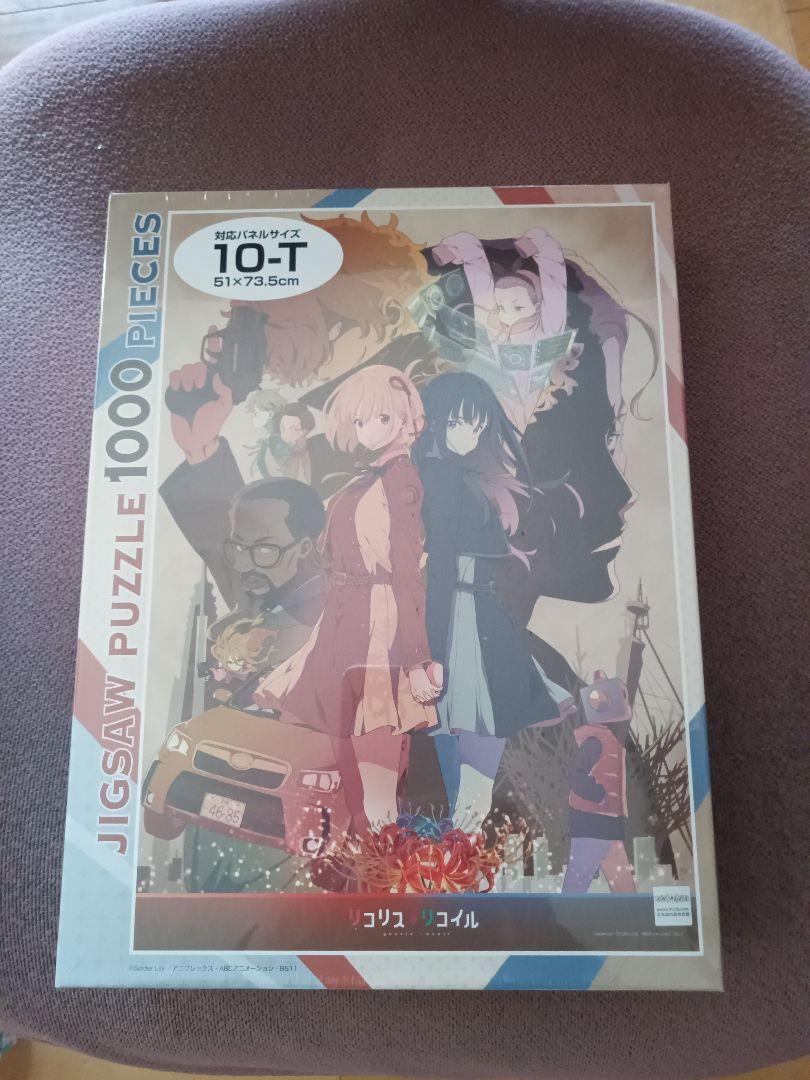 対応パネルサイズ
10-T
51×73.5cm
JIGSAW PUZZLE 1000 PIECES
46-85
リコリス・リコイル
©Spider Lily／アニプレックス・ABCアニメーション・BS11